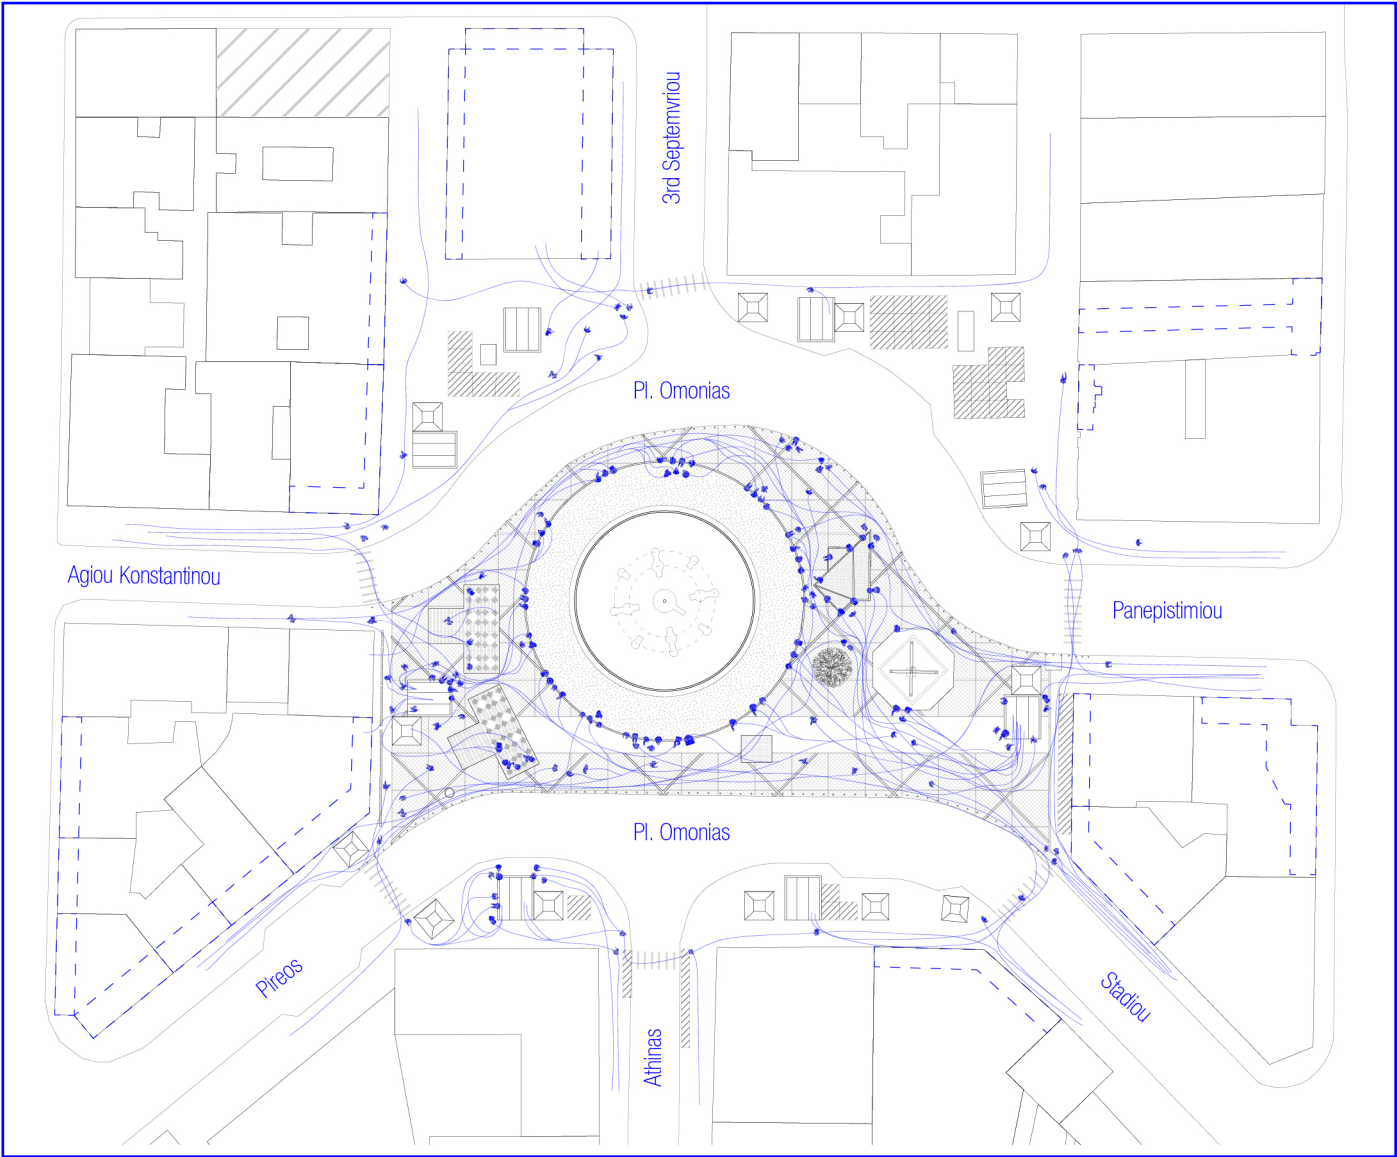 3rd Septemvriou
Pl. Omonias
Agiou Konstantinou
Panepistimiou
Pl. Omonias
Pireos
Stadiou
Athinas